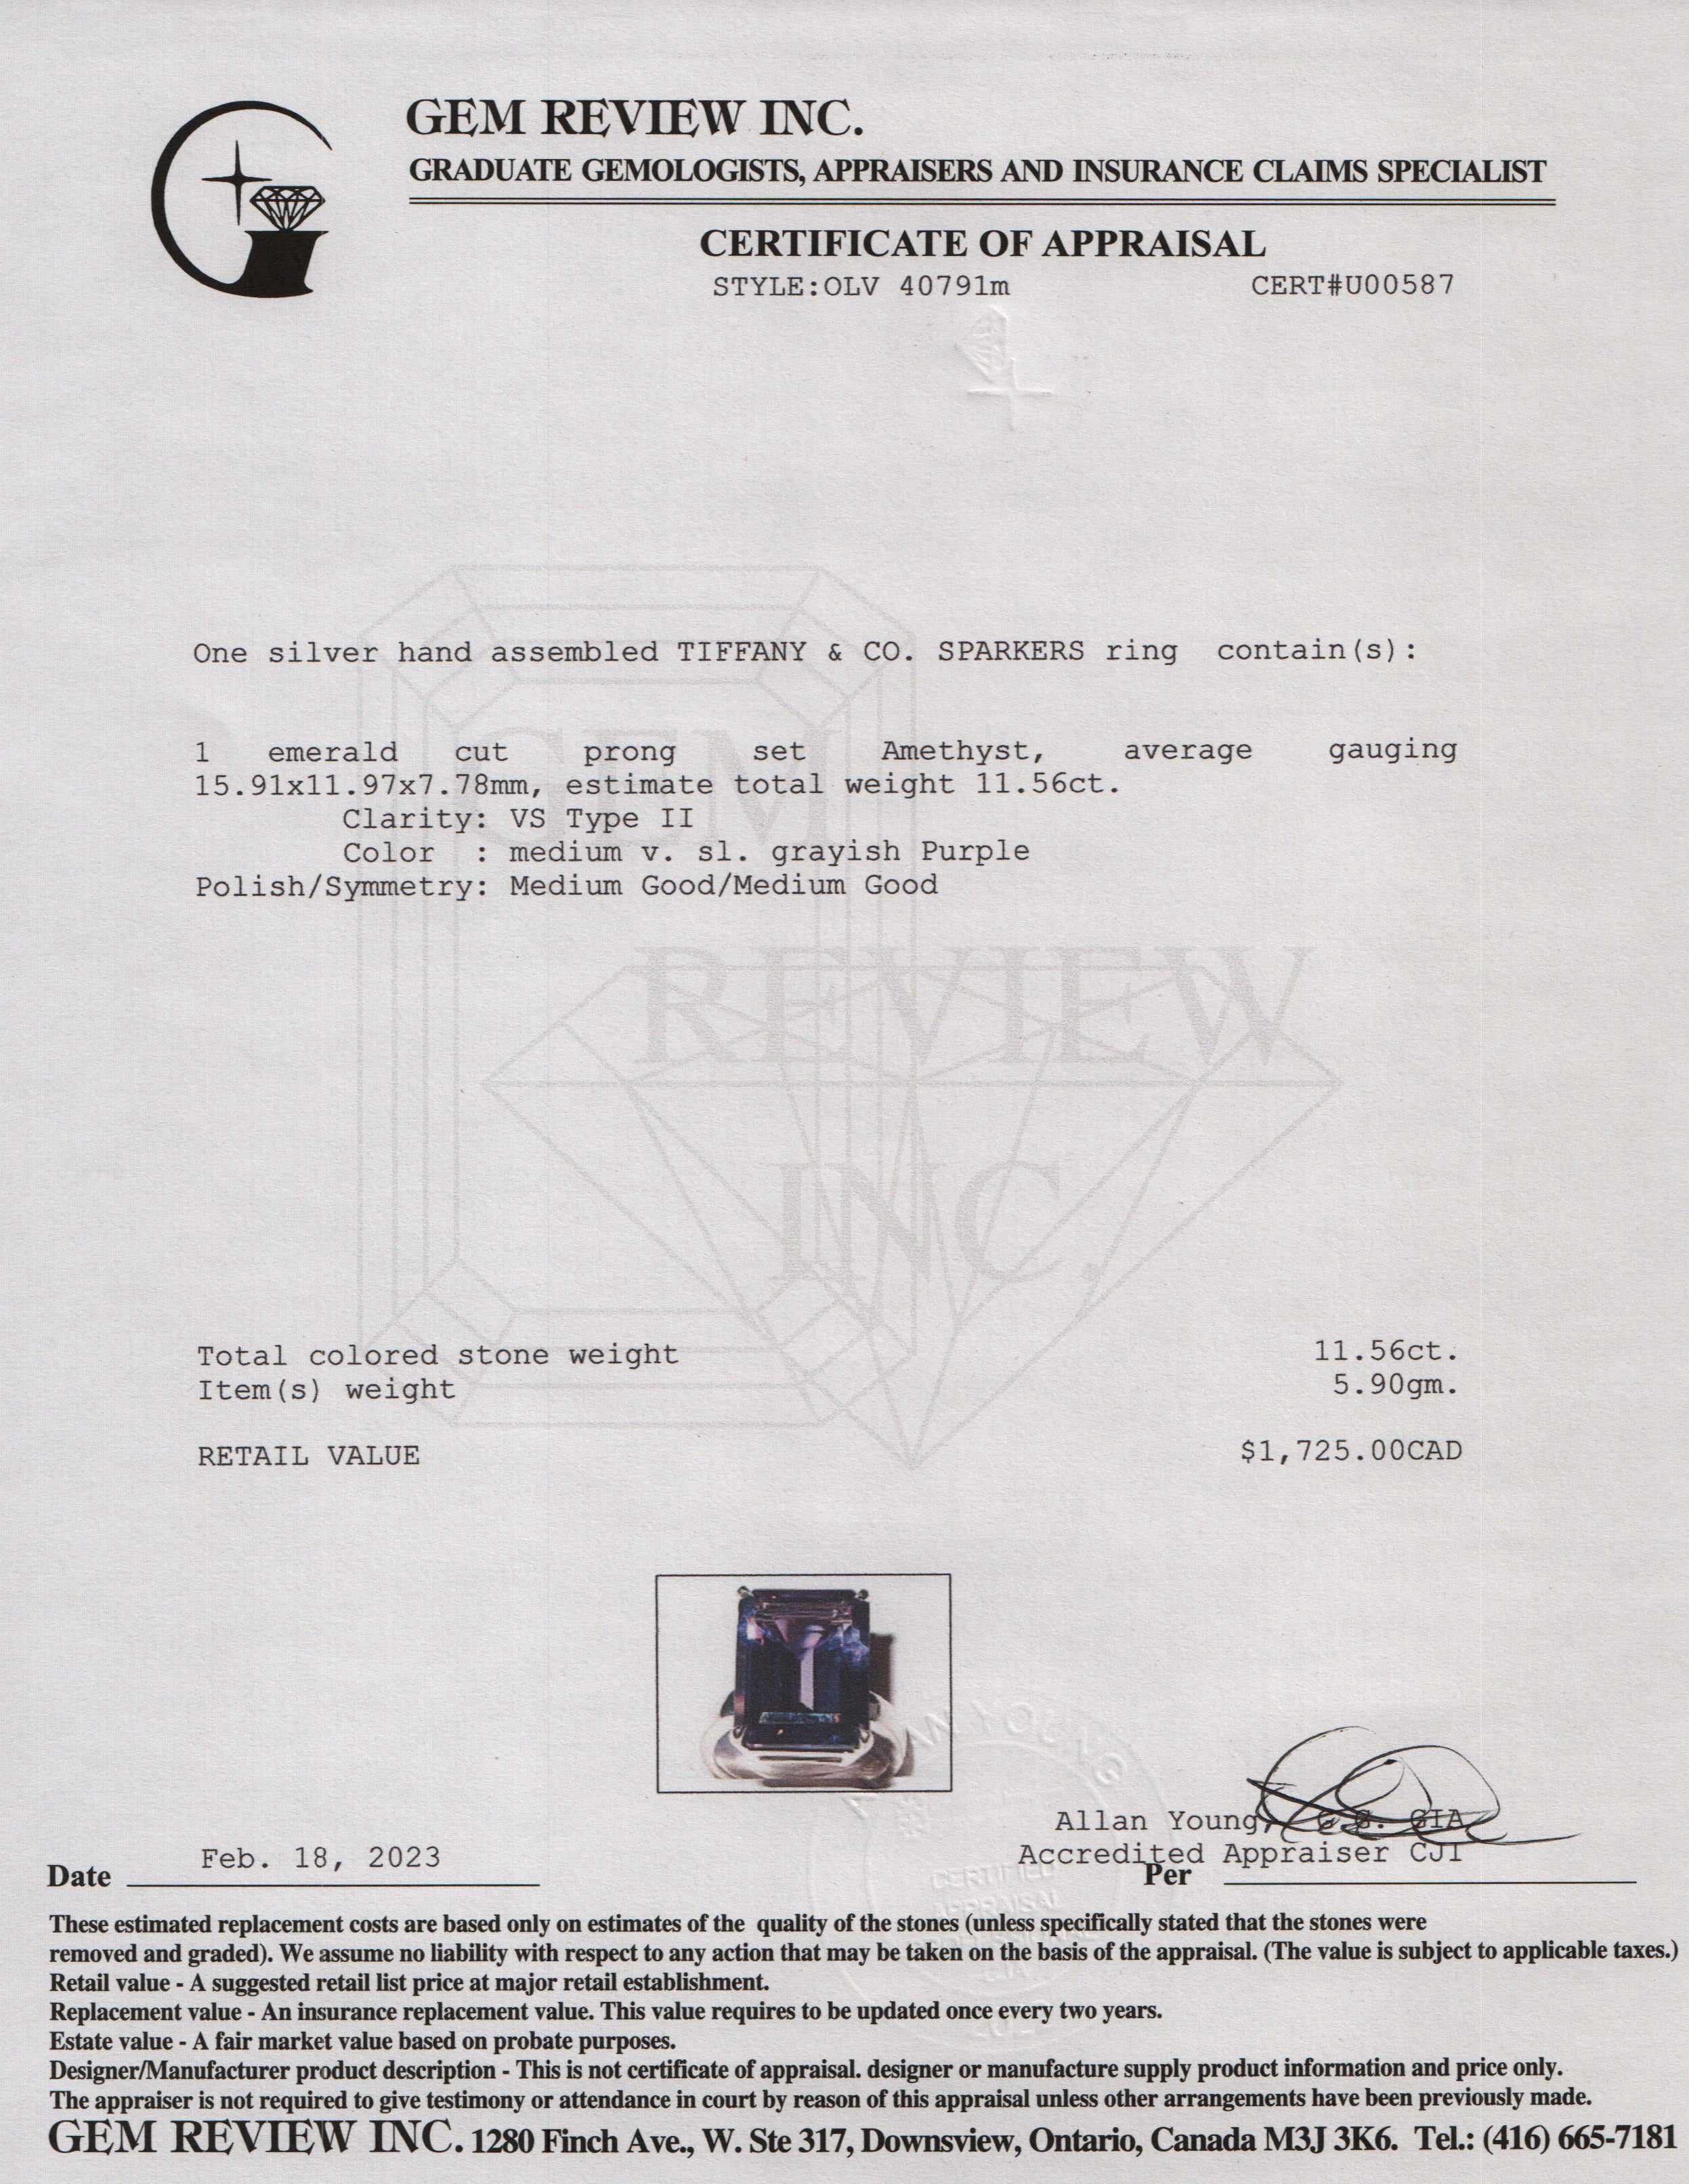 GEM REVIEW INC.
GRADUATE GEMOLOGISTS, APPRAISERS AND INSURANCE CLAIMS SPECIALIST
CERTIFICATE OF APPRAISAL
STYLE:OLV 40791m CERT#U00587
One silver hand assembled TIFFANY & CO. SPARKERS ring contain(s):
1 emerald cut prong set Amethyst, average gauging
15.91x11.97x7.78mm, estimate total weight 11.56ct.
Clarity: VS Type II
Color : medium v. sl. grayish Purple
Polish/Symmetry: Medium Good/Medium Good
GEM
REVIEW
INC.
Total colored stone weight 11.56ct.
Item(s) weight 5.90gm.
RETAIL VALUE $1,725.00CAD
YOUNG
CERTIFIED
APPRAISAL
Allan Young, G.G. GIA
Accredited Appraiser CJI
Date Feb. 18, 2023 Per
These estimated replacement costs are based only on estimates of the quality of the stones (unless specifically stated that the stones were
removed and graded). We assume no liability with respect to any action that may be taken on the basis of the appraisal. (The value is subject to applicable taxes.)
Retail value - A suggested retail list price at major retail establishment.
Replacement value - An insurance replacement value. This value requires to be updated once every two years.
Estate value - A fair market value based on probate purposes.
Designer/Manufacturer product description - This is not certificate of appraisal. designer or manufacture supply product information and price only.
The appraiser is not required to give testimony or attendance in court by reason of this appraisal unless other arrangements have been previously made.
GEM REVIEW INC. 1280 Finch Ave., W. Ste 317, Downsview, Ontario, Canada M3J 3K6. Tel.: (416) 665-7181